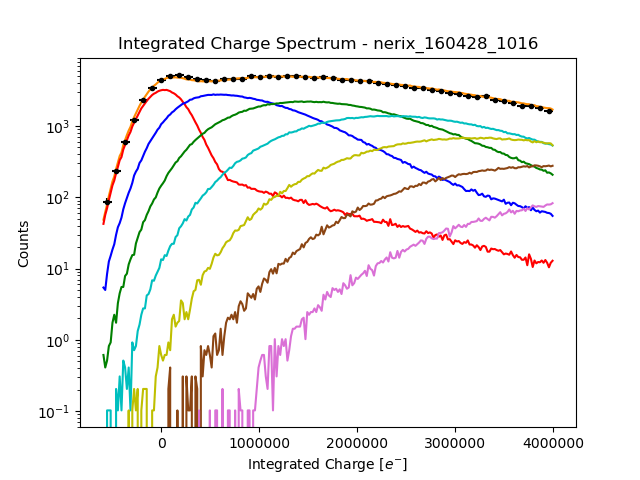 Integrated Charge Spectrum - nerix_160428_1016
Counts
10³
10²
10¹
10⁰
10⁻¹
0 1000000 2000000 3000000 4000000
Integrated Charge [e⁻]